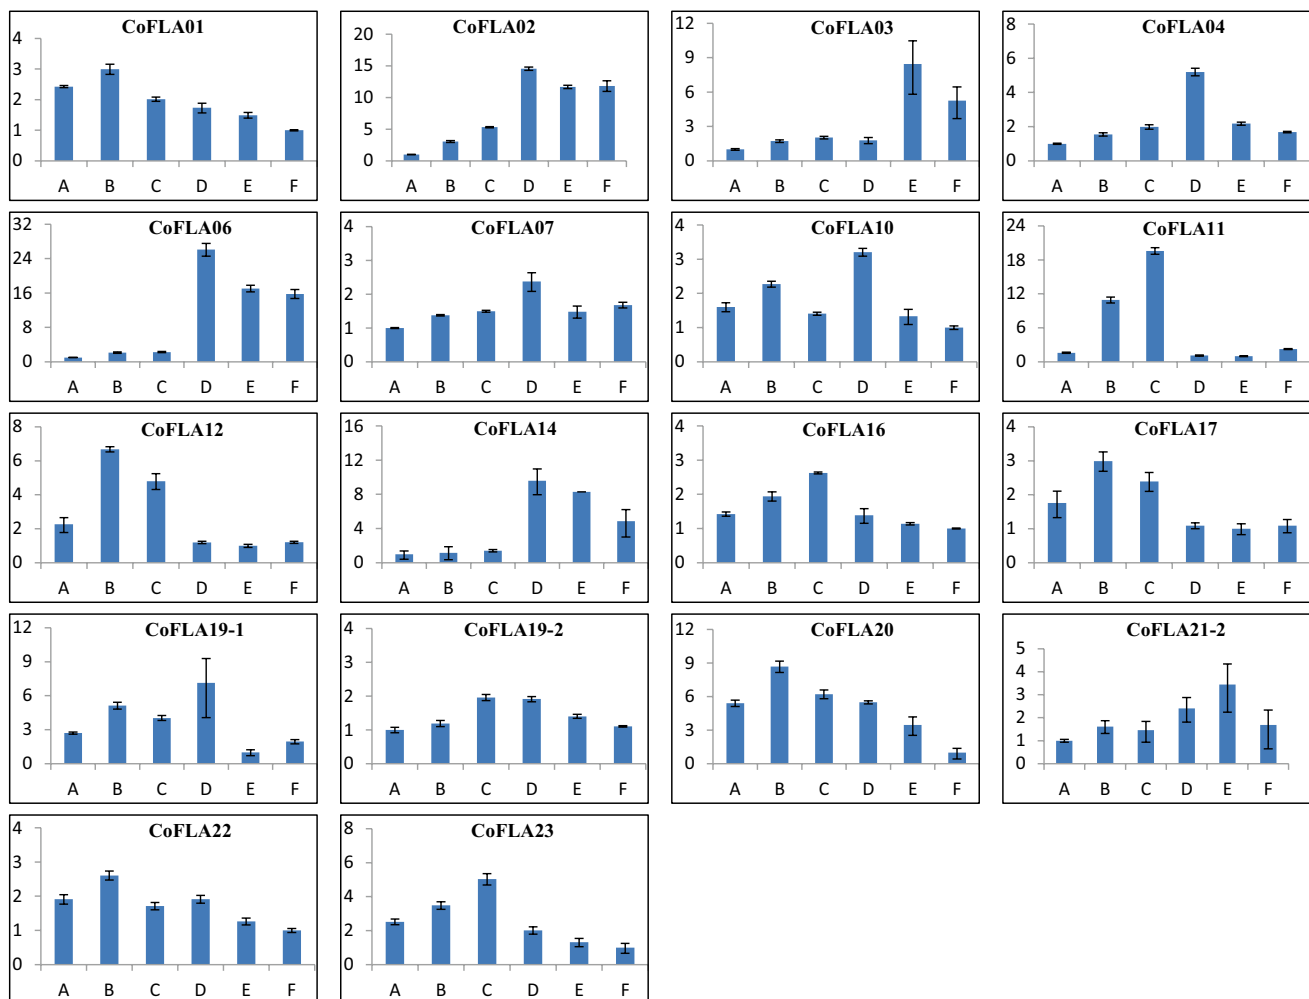 CoFLA01
4
3
2
1
0
A B C D E F
CoFLA02
20
15
10
5
0
A B C D E F
CoFLA03
12
9
6
3
0
A B C D E F
CoFLA04
8
6
4
2
0
A B C D E F
CoFLA06
32
24
16
8
0
A B C D E F
CoFLA07
4
3
2
1
0
A B C D E F
CoFLA10
4
3
2
1
0
A B C D E F
CoFLA11
24
18
12
6
0
A B C D E F
CoFLA12
8
6
4
2
0
A B C D E F
CoFLA14
16
12
8
4
0
A B C D E F
CoFLA16
4
3
2
1
0
A B C D E F
CoFLA17
4
3
2
1
0
A B C D E F
CoFLA19-1
12
9
6
3
0
A B C D E F
CoFLA19-2
4
3
2
1
0
A B C D E F
CoFLA20
12
9
6
3
0
A B C D E F
CoFLA21-2
5
4
3
2
1
0
A B C D E F
CoFLA22
4
3
2
1
0
A B C D E F
CoFLA23
8
6
4
2
0
A B C D E F